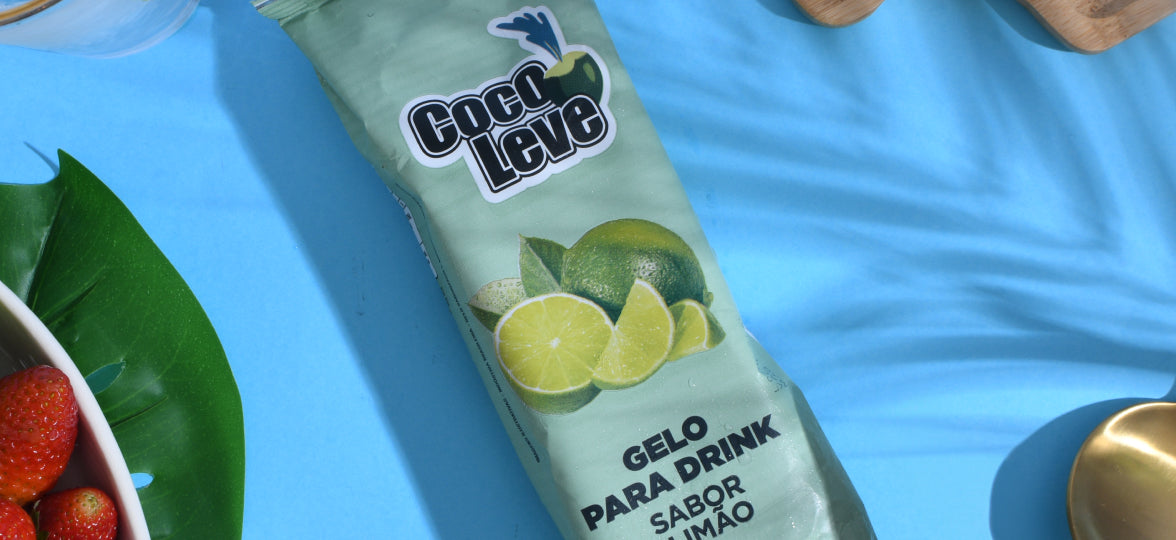 Coco
Leve
GELO
PARA DRINK
SABOR
LIMÃO